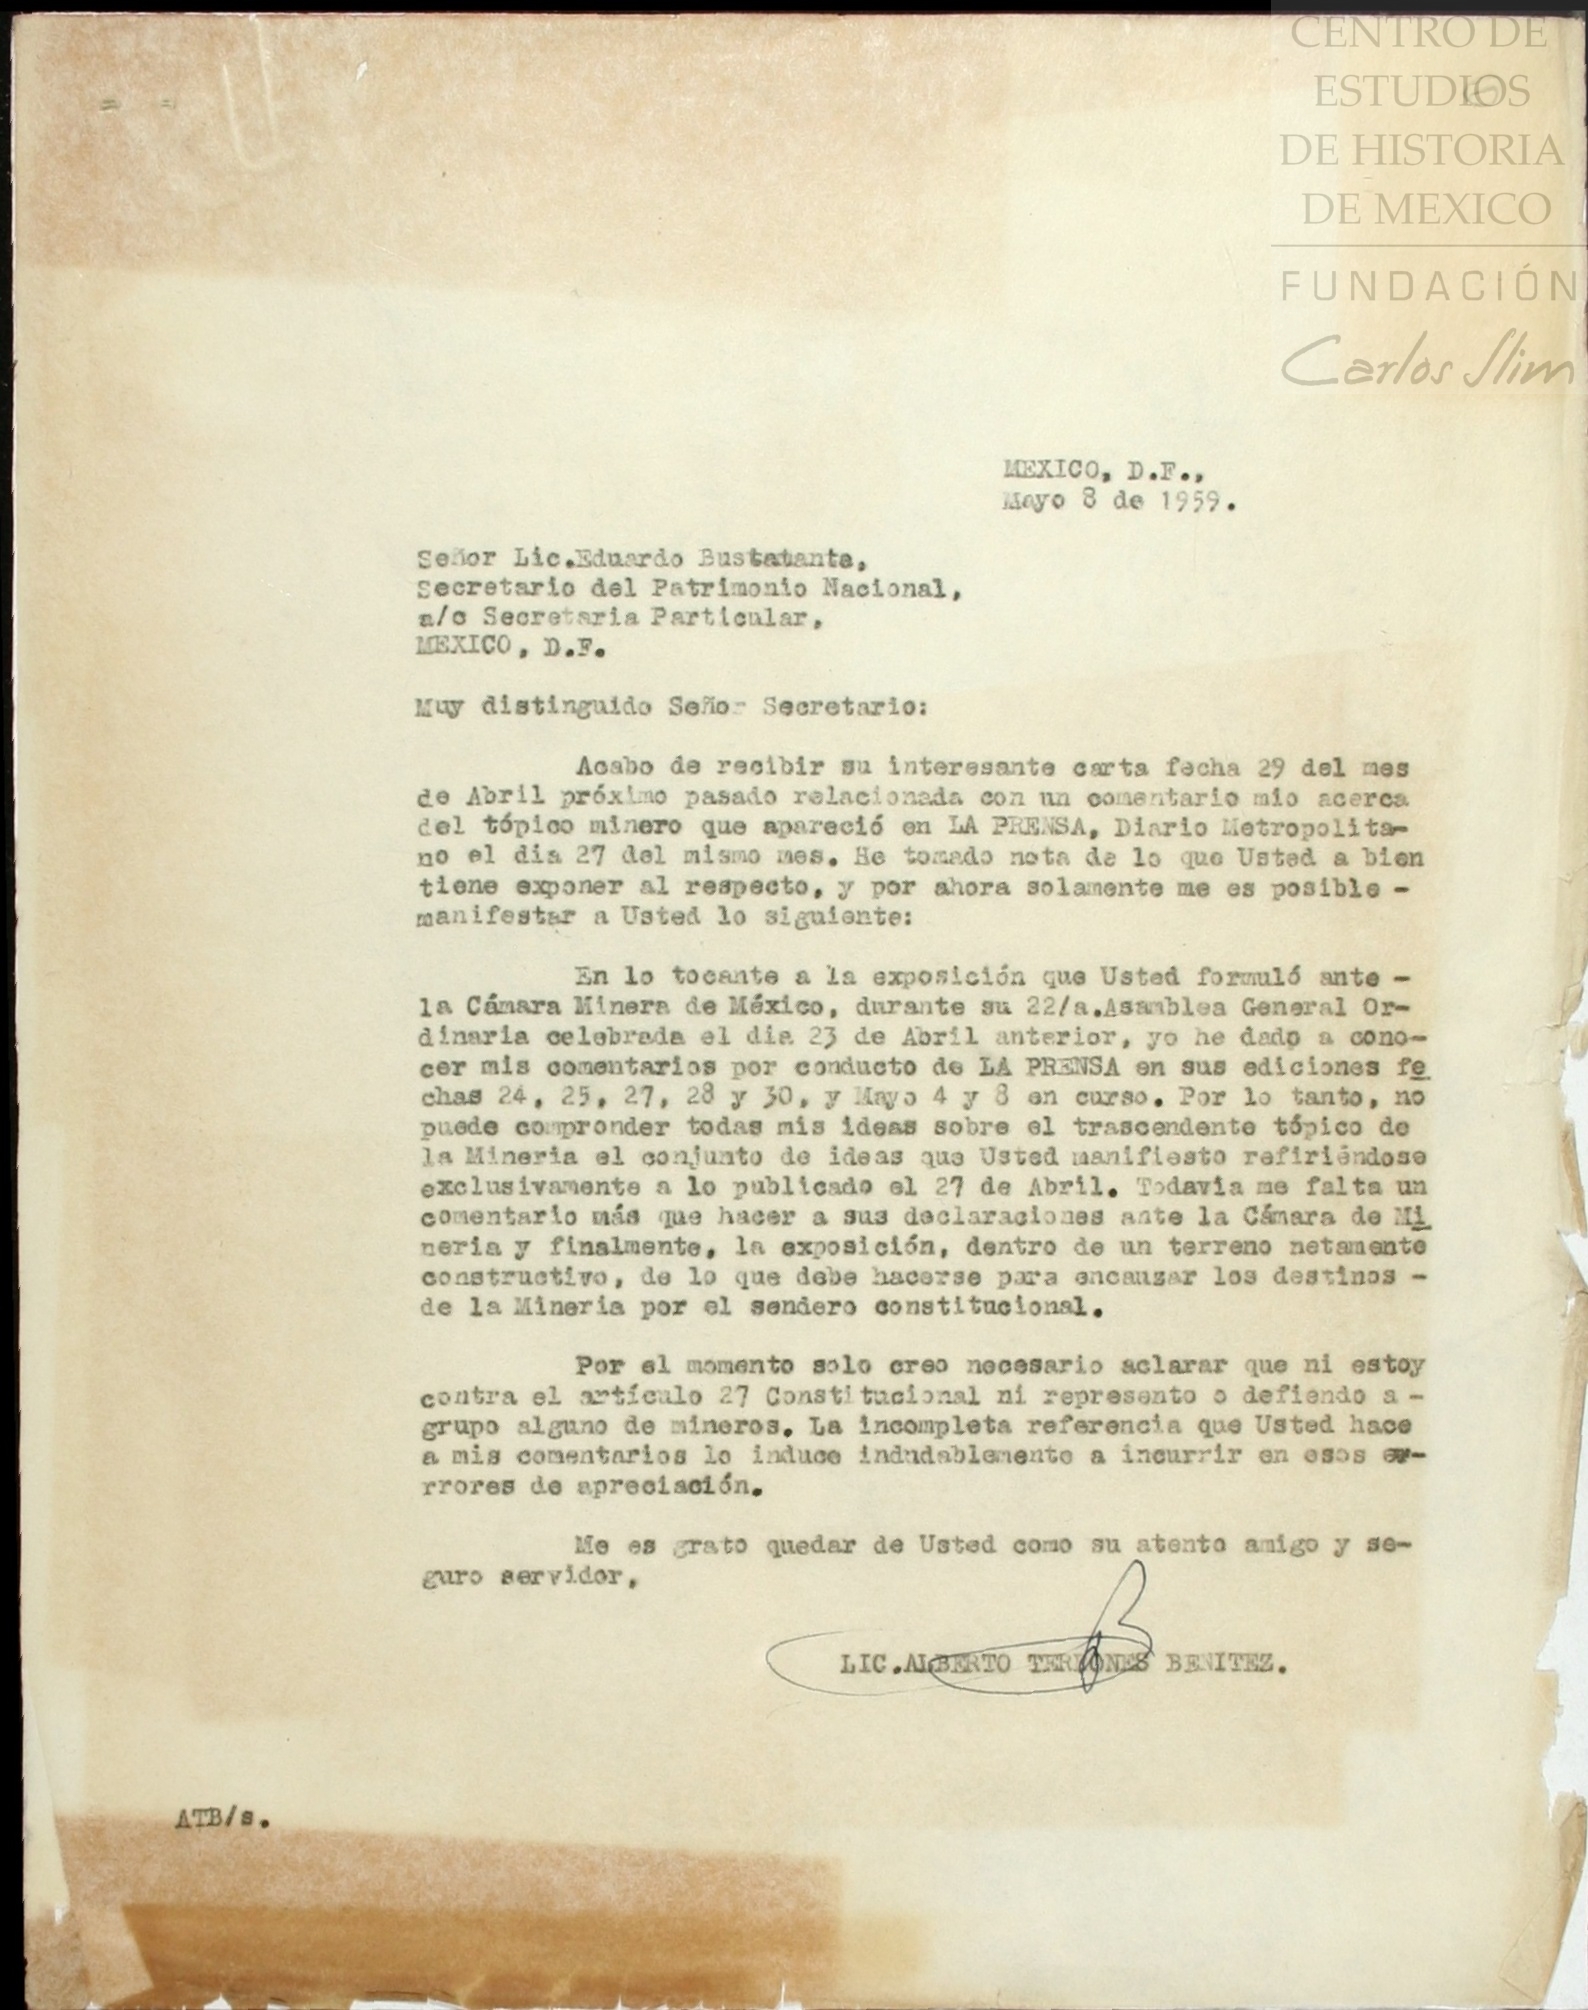 CENTRO DE
ESTUDIOS
DE HISTORIA
DE MEXICO
FUNDACIÓN
Carlos Slim
MEXICO, D.F.,
Mayo 8 de 1959.
Señor Lic.Eduardo Bustatante,
Secretario del Patrimonio Nacional,
a/c Secretaria Particular,
MEXICO, D.F.
Muy distinguido Señor Secretario:
Acabo de recibir su interesante carta fecha 29 del mes
de Abril próximo pasado relacionada con un comentario mio acerca
del tópico minero que apareció en LA PRENSA, Diario Metropolita-
no el dia 27 del mismo mes. He tomado nota de lo que Usted a bien
tiene exponer al respecto, y por ahora solamente me es posible -
manifestar a Usted lo siguiente:
En lo tocante a la exposición que Usted formuló ante -
la Cámara Minera de México, durante su 22/a.Asamblea General Or-
dinaria celebrada el dia 23 de Abril anterior, yo he dado a cono-
cer mis comentarios por conducto de LA PRENSA en sus ediciones fe
chas 24, 25, 27, 28 y 30, y Mayo 4 y 8 en curso. Por lo tanto, no
puede comprender todas mis ideas sobre el trascendente tópico de
la Mineria el conjunto de ideas que Usted manifiesto refiriéndose
exclusivamente a lo publicado el 27 de Abril. Todavia me falta un
comentario más que hacer a sus declaraciones ante la Cámara de Mi
neria y finalmente, la exposición, dentro de un terreno netamente
constructivo, de lo que debe hacerse para encauzar los destinos -
de la Mineria por el sendero constitucional.
Por el momento solo creo necesario aclarar que ni estoy
contra el artículo 27 Constitucional ni represento o defiendo a -
grupo alguno de mineros. La incompleta referencia que Usted hace
a mis comentarios lo induce indudablemente a incurrir en esos er-
rrores de apreciación.
Me es grato quedar de Usted como su atento amigo y se-
guro servidor,
LIC.ALBERTO TERRONES BENITEZ.
ATB/s.